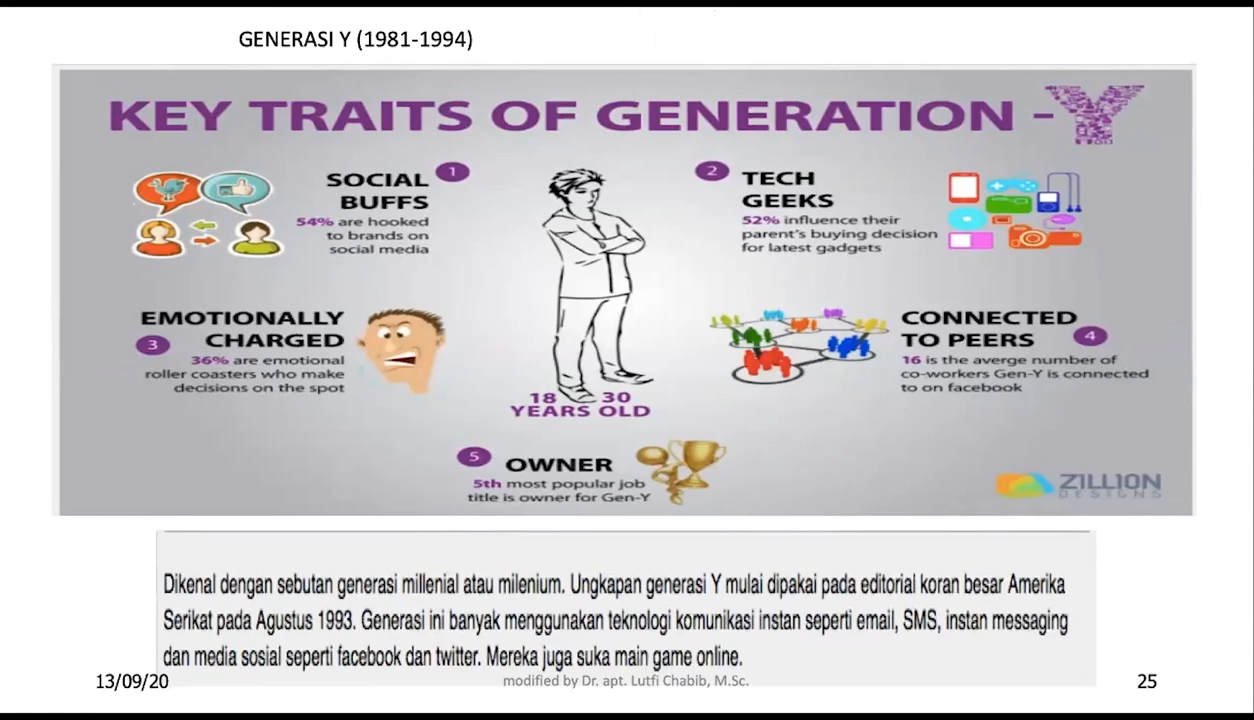 GENERASI Y (1981-1994)
KEY TRAITS OF GENERATION -Y
1
SOCIAL
BUFFS
54% are hooked
to brands on
social media
2
TECH
GEEKS
52% influence their
parent's buying decision
for latest gadgets
EMOTIONALLY
CHARGED
3
36% are emotional
roller coasters who make
decisions on the spot
CONNECTED
TO PEERS
4
16 is the averge number of
co-workers Gen-Y is connected
to on facebook
18 30
YEARS OLD
5
OWNER
5th most popular job
title is owner for Gen-Y
ZILLION
DESIGNS
Dikenal dengan sebutan generasi millenial atau milenium. Ungkapan generasi Y mulai dipakai pada editorial koran besar Amerika
Serikat pada Agustus 1993. Generasi ini banyak menggunakan teknologi komunikasi instan seperti email, SMS, instan messaging
dan media sosial seperti facebook dan twitter. Mereka juga suka main game online.
13/09/20
modified by Dr. apt. Lutfi Chabib, M.Sc.
25